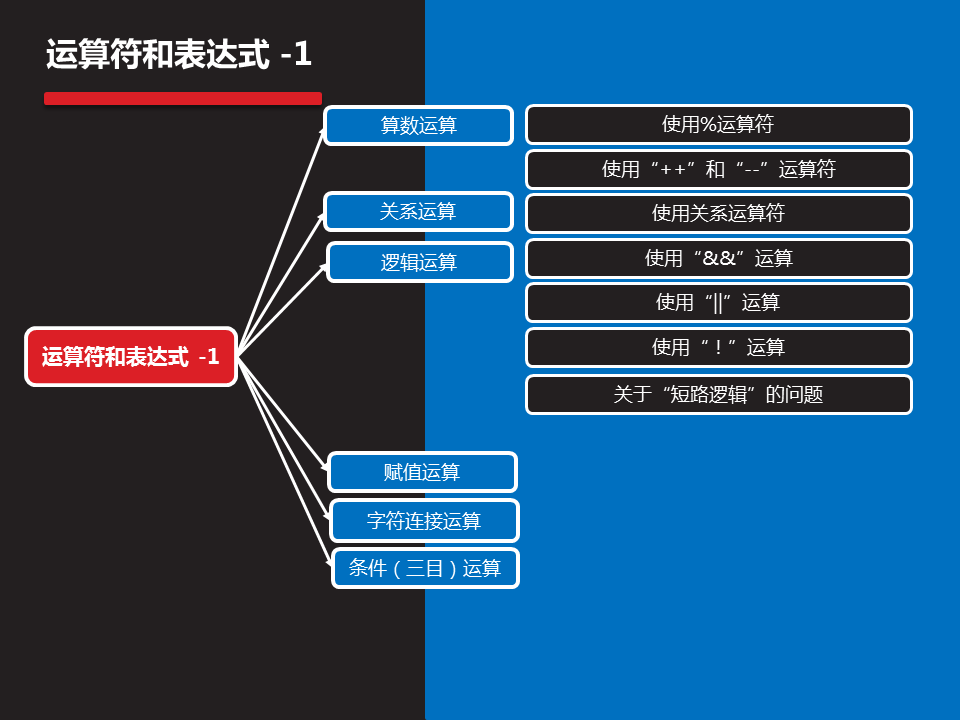 运算符和表达式 -1
算数运算
使用%运算符
使用“++”和“--”运算符
关系运算
使用关系运算符
逻辑运算
使用“&&”运算
使用“||”运算
使用“！”运算
关于“短路逻辑”的问题
运算符和表达式 -1
赋值运算
字符连接运算
条件（三目）运算